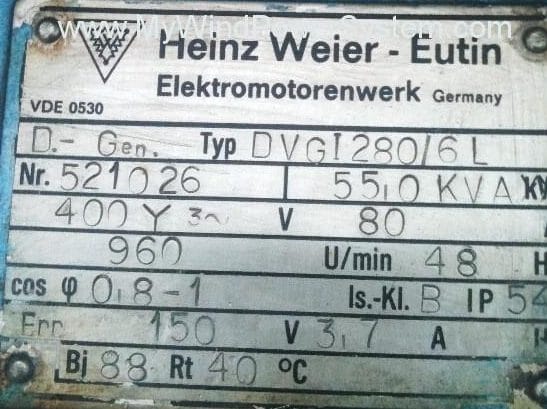 Heinz Weier - Eutin
Elektromotorenwerk Germany
VDE 0530
D.- Gen. Typ DVGI 280/6 L
Nr. 521026 55,0 KVA
400 Y V 80
960 U/min 48 H
cos φ 0,8-1 Is.-Kl. B IP 54
Err. 150 V 3,7 A
Bj 88 Rt 40 °C